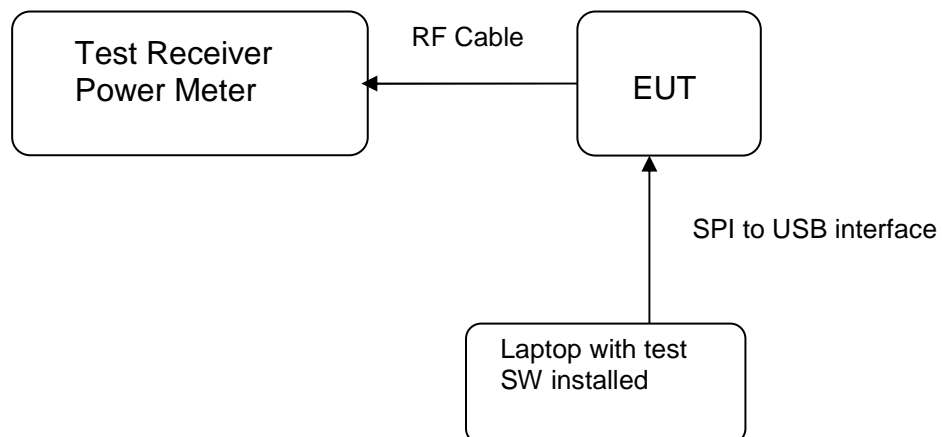 RF Cable
Test Receiver
Power Meter
EUT
SPI to USB interface
Laptop with test
SW installed